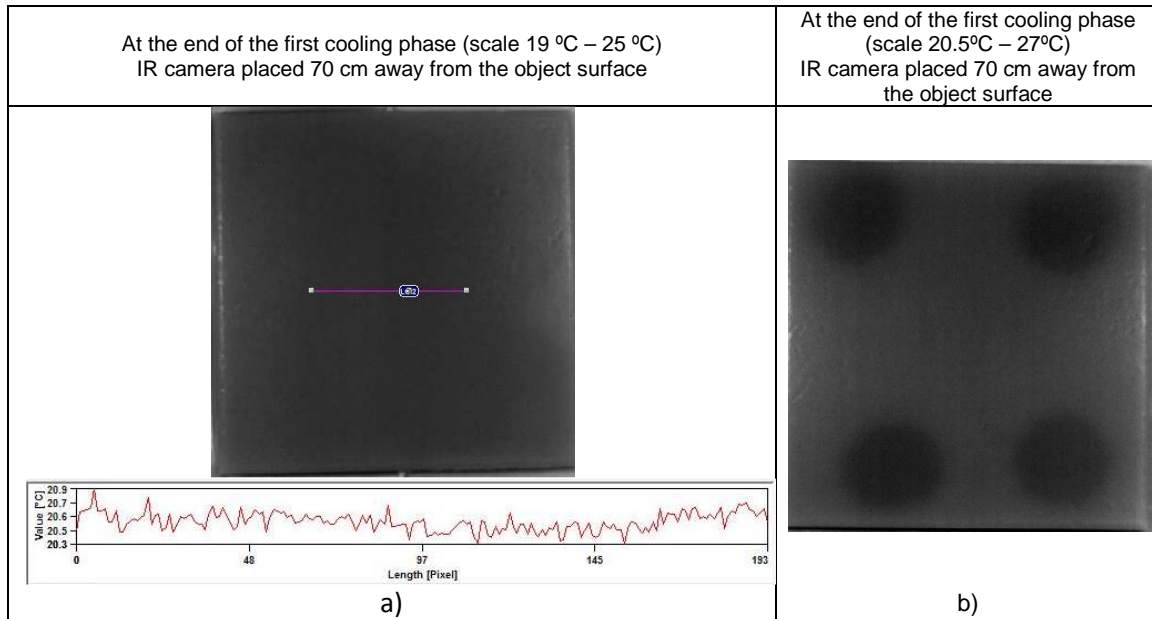 At the end of the first cooling phase (scale 19 ºC – 25 ºC)
IR camera placed 70 cm away from the object surface
At the end of the first cooling phase
(scale 20.5ºC – 27ºC)
IR camera placed 70 cm away from
the object surface
Value [°C]
20.9
20.7
20.6
20.5
20.3
0
48
97
145
193
Length [Pixel]
a)
b)